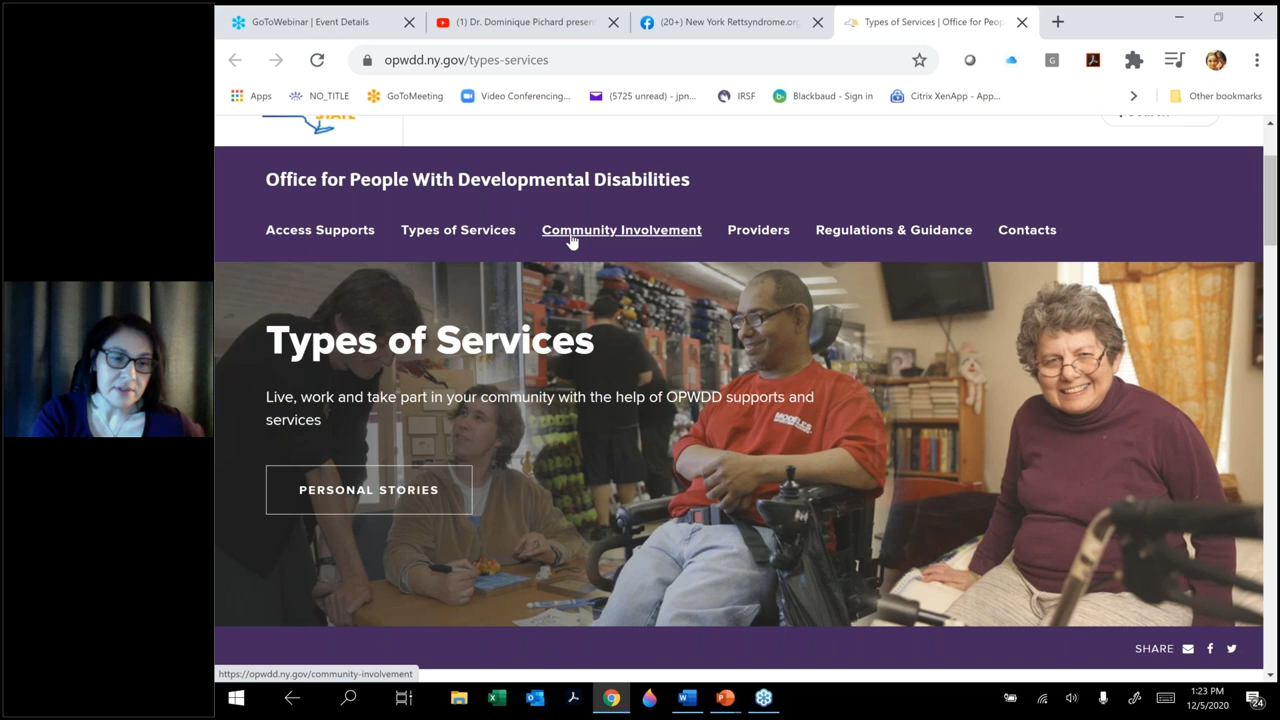 GoToWebinar | Event Details
(1) Dr. Dominique Pichard presen
(20+) New York Rettsyndrome.org
Types of Services | Office for Peop
opwdd.ny.gov/types-services
Apps
NO_TITLE
GoToMeeting
Video Conferencing...
(5725 unread) - jpn...
IRSF
Blackbaud - Sign in
Citrix XenApp - App...
Other bookmarks
STATE
Office for People With Developmental Disabilities
Access Supports
Types of Services
Community Involvement
Providers
Regulations & Guidance
Contacts
Types of Services
Live, work and take part in your community with the help of OPWDD supports and
services
PERSONAL STORIES
SHARE
https://opwdd.ny.gov/community-involvement
1:23 PM
12/5/2020
24